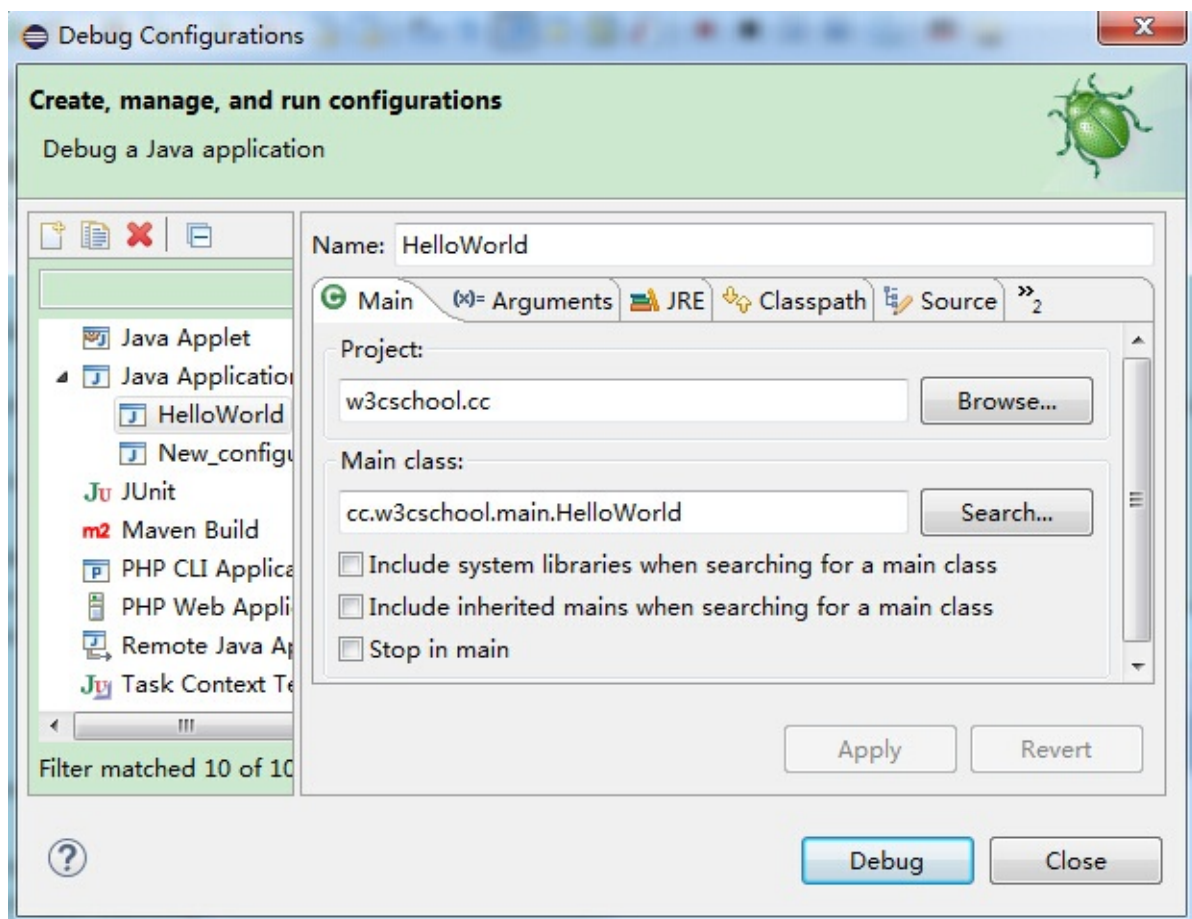 Debug Configurations
Create, manage, and run configurations
Debug a Java application
Name: HelloWorld
Main (x)= Arguments JRE Classpath Source »2
Java Applet
Java Application
HelloWorld
New_configu
Ju JUnit
m2 Maven Build
PHP CLI Applica
PHP Web Appli
Remote Java Ap
Ju Task Context Te
Filter matched 10 of 10
Project:
w3cschool.cc Browse...
Main class:
cc.w3cschool.main.HelloWorld Search...
Include system libraries when searching for a main class
Include inherited mains when searching for a main class
Stop in main
Apply Revert
Debug Close